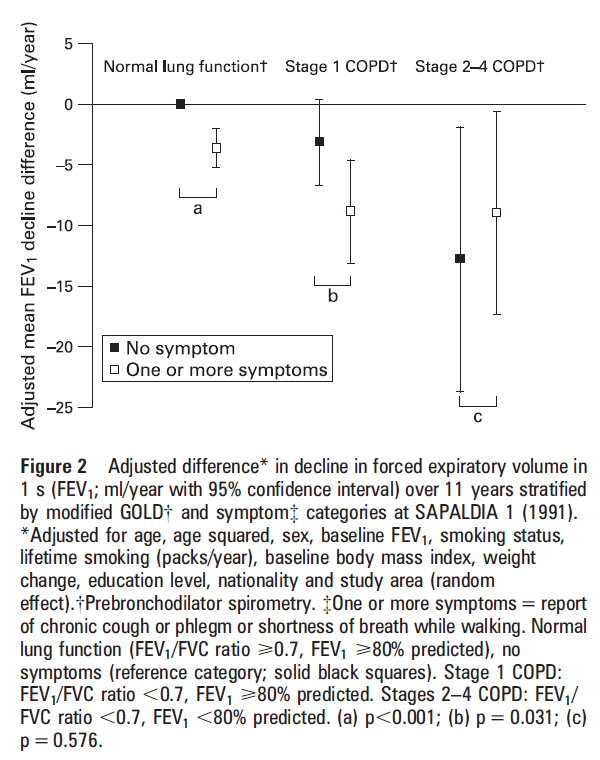 Adjusted mean FEV₁ decline difference (ml/year)
5
0
–5
–10
–15
–20
–25
Normal lung function† Stage 1 COPD† Stage 2–4 COPD†
a
b
c
No symptom
One or more symptoms
Figure 2 Adjusted difference* in decline in forced expiratory volume in
1 s (FEV₁; ml/year with 95% confidence interval) over 11 years stratified
by modified GOLD† and symptom‡ categories at SAPALDIA 1 (1991).
*Adjusted for age, age squared, sex, baseline FEV₁, smoking status,
lifetime smoking (packs/year), baseline body mass index, weight
change, education level, nationality and study area (random
effect).†Prebronchodilator spirometry. ‡One or more symptoms = report
of chronic cough or phlegm or shortness of breath while walking. Normal
lung function (FEV₁/FVC ratio ⩾0.7, FEV₁ ⩾80% predicted), no
symptoms (reference category; solid black squares). Stage 1 COPD:
FEV₁/FVC ratio <0.7, FEV₁ ⩾80% predicted. Stages 2–4 COPD: FEV₁/
FVC ratio <0.7, FEV₁ <80% predicted. (a) p<0.001; (b) p = 0.031; (c)
p = 0.576.